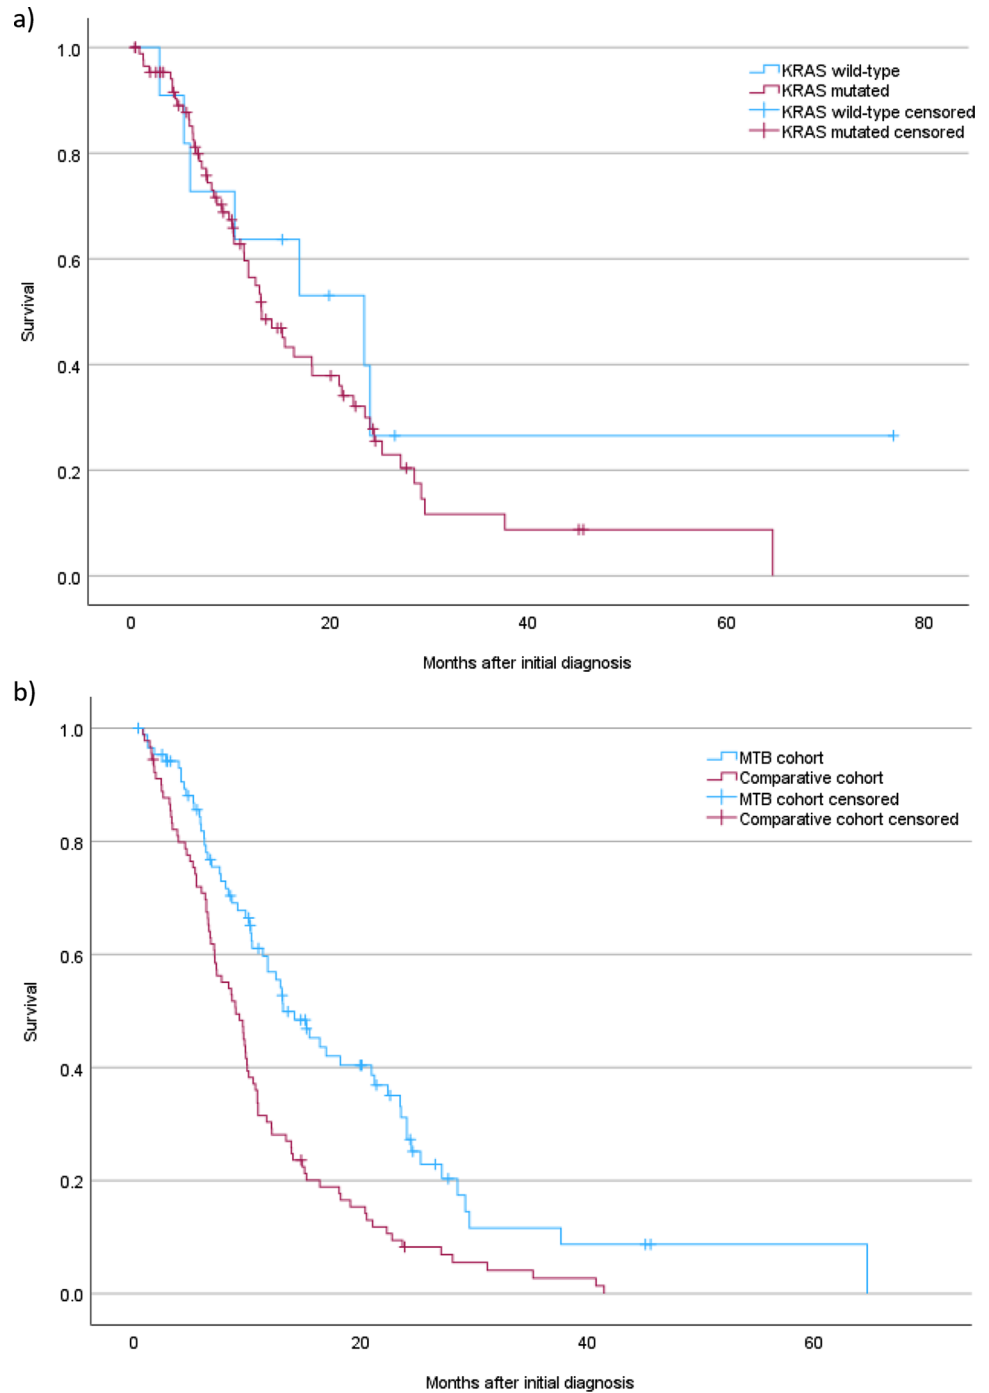 a)
1.0
0.8
0.6
0.4
0.2
0.0
Survival
KRAS wild-type
KRAS mutated
KRAS wild-type censored
KRAS mutated censored
0 20 40 60 80
Months after initial diagnosis
b)
1.0
0.8
0.6
0.4
0.2
0.0
Survival
MTB cohort
Comparative cohort
MTB cohort censored
Comparative cohort censored
0 20 40 60
Months after initial diagnosis